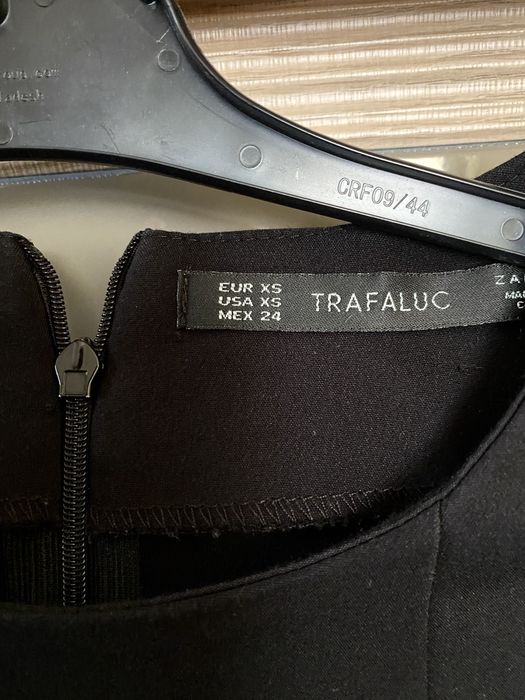 CRF09/44
EUR XS
USA XS
MEX 24
TRAFALUC